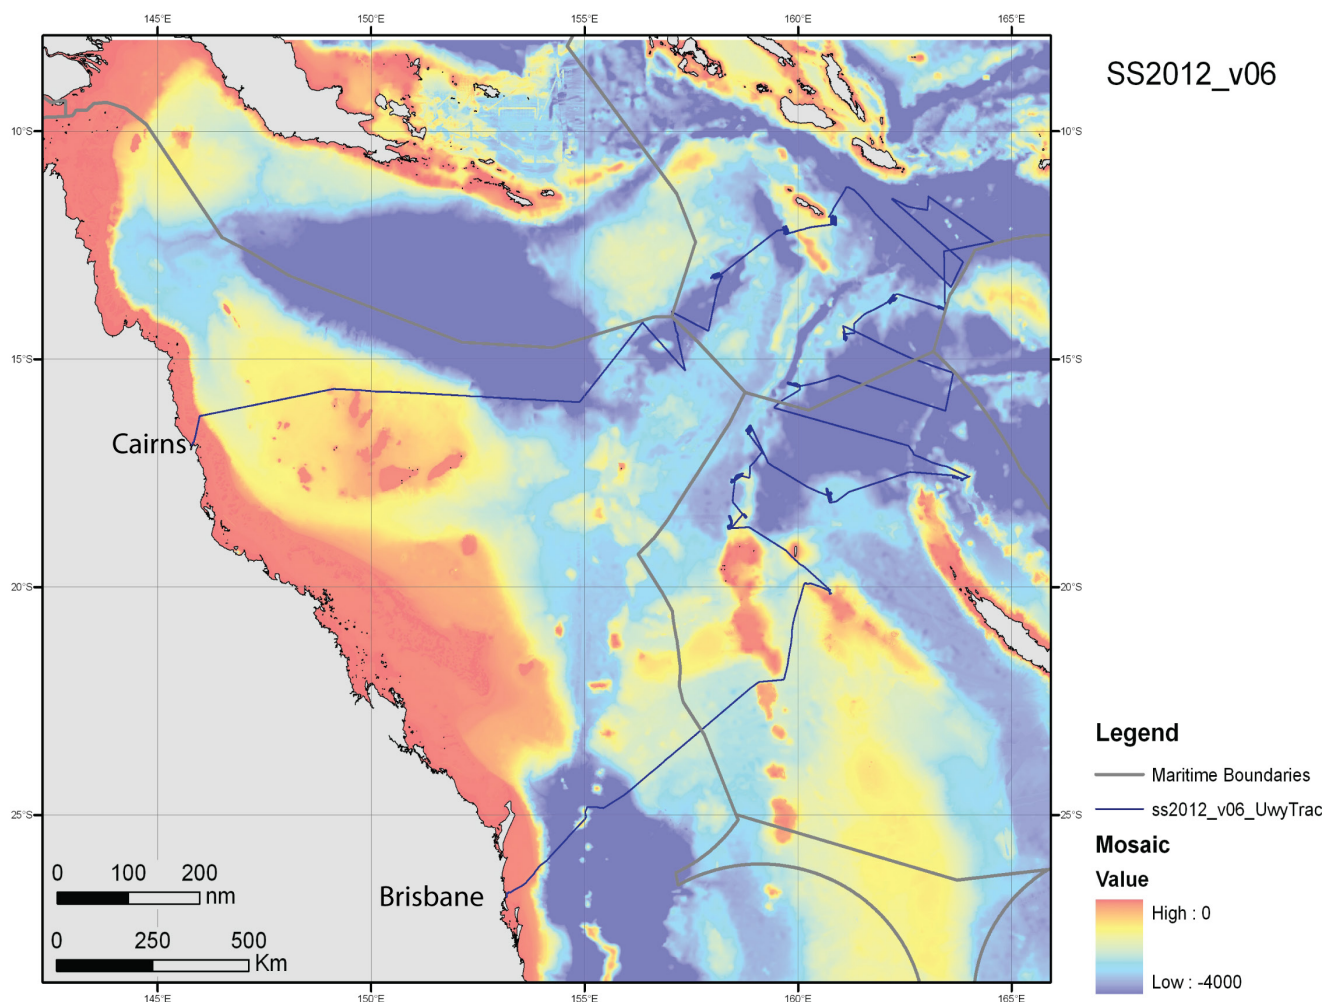 145°E 150°E 155°E 160°E 165°E
SS2012_v06
10°S 10°S
15°S 15°S
Cairns
20°S 20°S
Legend
Maritime Boundaries
25°S 25°S
ss2012_v06_UwyTrac
Mosaic
Value
High : 0
Low : -4000
Brisbane
0 100 200
nm
0 250 500
Km
145°E 150°E 155°E 160°E 165°E